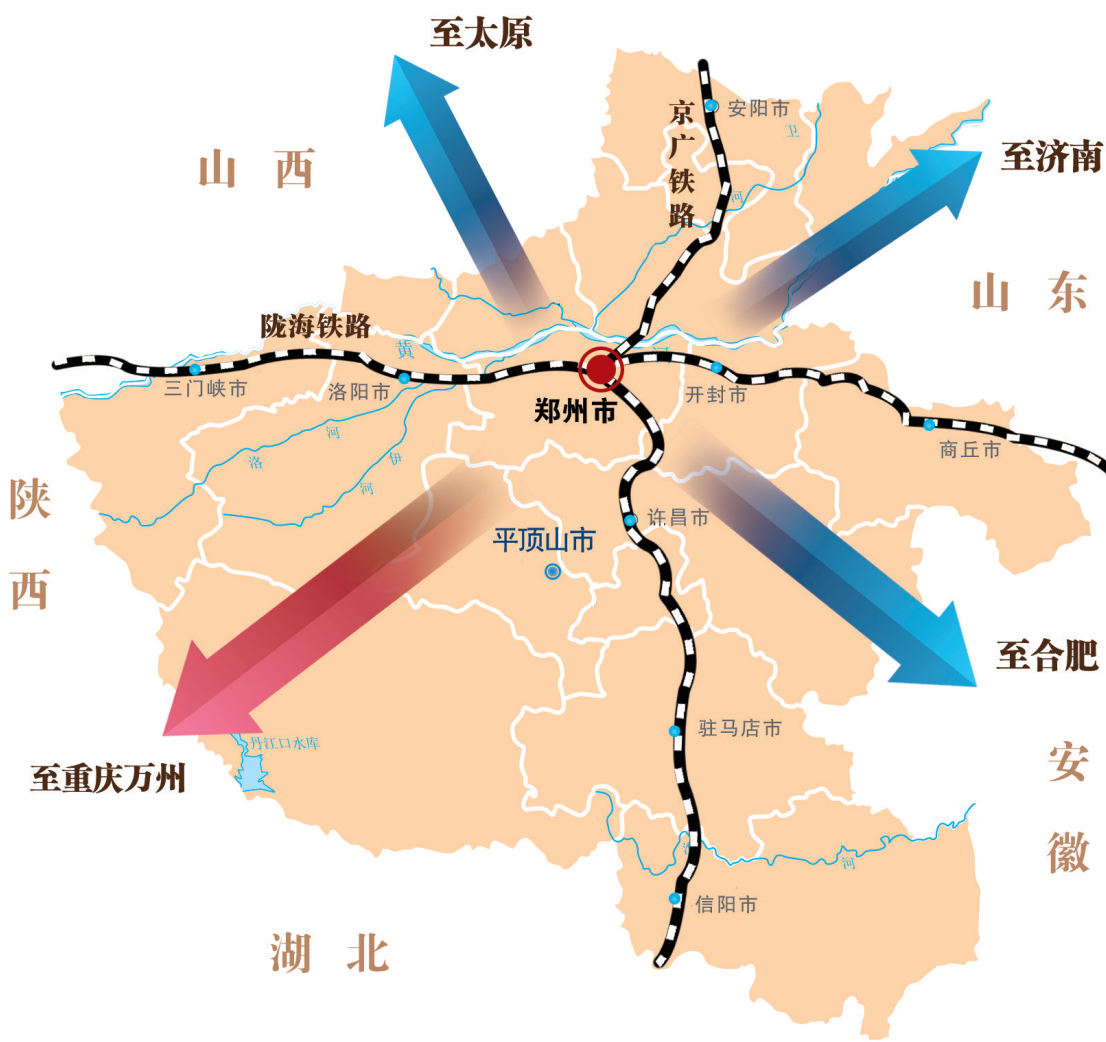 至太原
京广铁路
安阳市
卫
河
至济南
山西
山东
陇海铁路
黄
河
三门峡市
洛阳市
郑州市
开封市
商丘市
洛
河
伊
河
陕西
许昌市
平顶山市
至合肥
驻马店市
丹江口水库
至重庆万州
安徽
河
信阳市
湖北